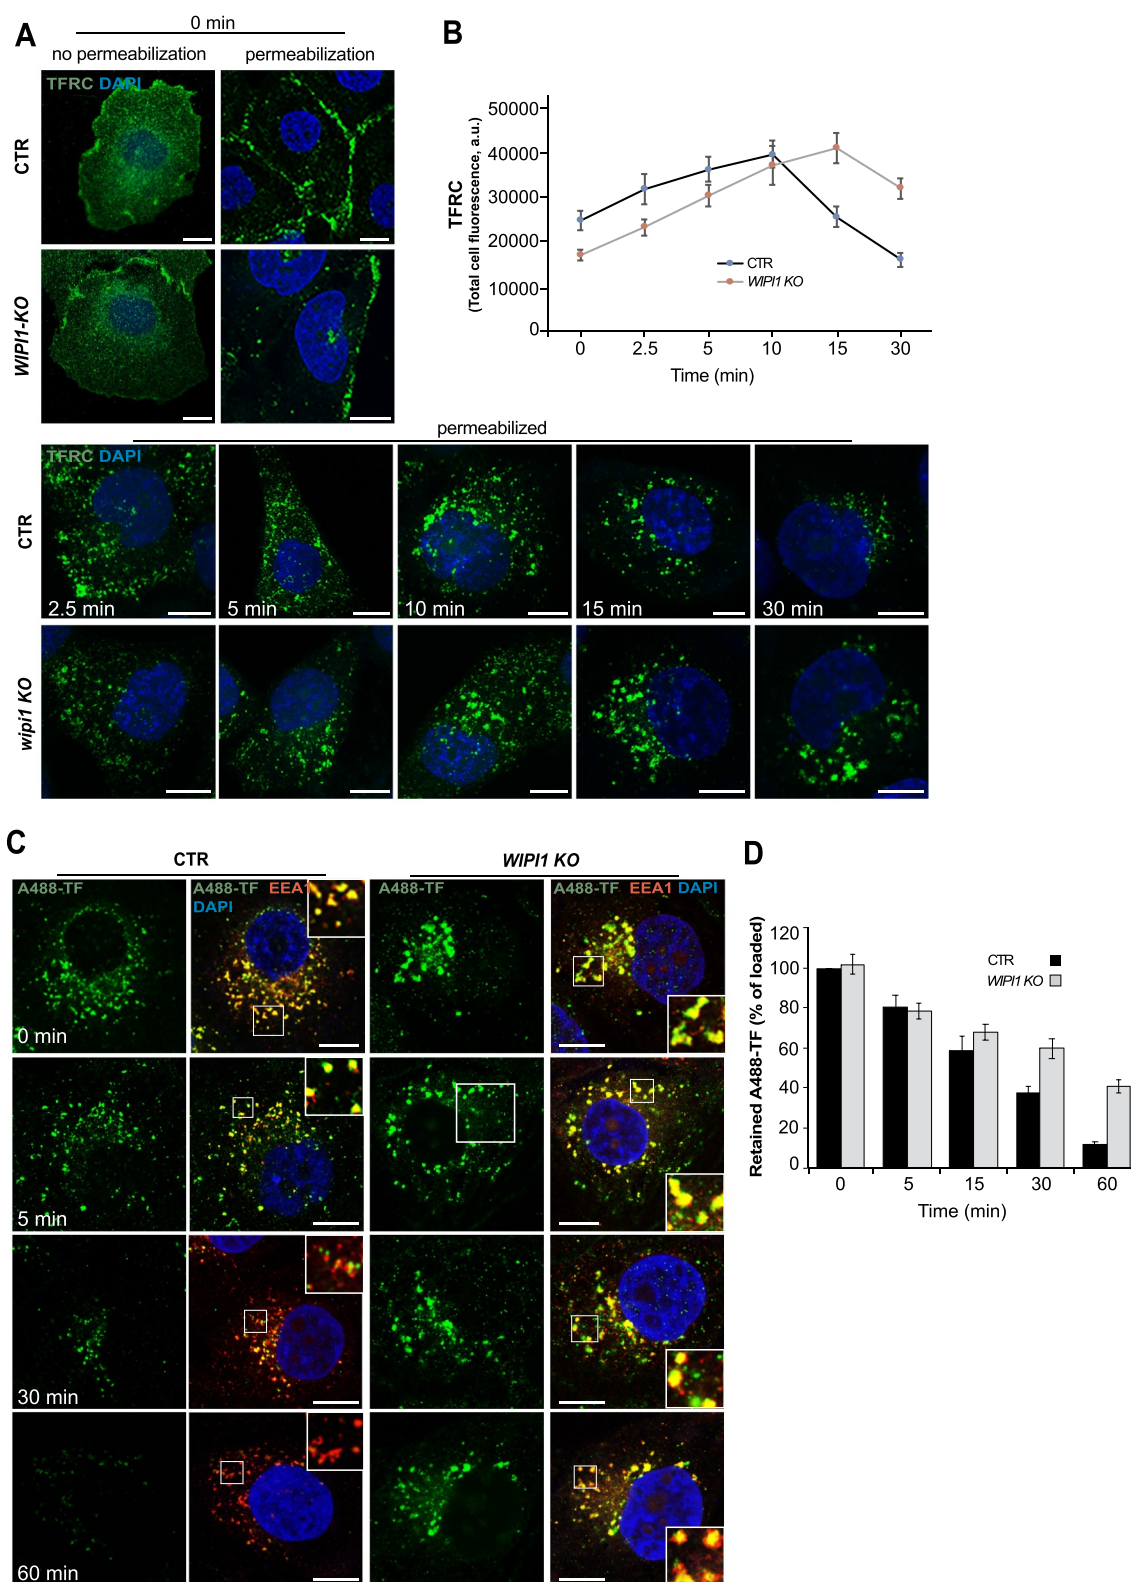 A
0 min
no permeabilization
permeabilization
TFRC DAPI
CTR
WIPI1-KO
B
TFRC
(Total cell fluorescence, a.u.)
50000
40000
30000
20000
10000
0
0 2.5 5 10 15 30
Time (min)
CTR
WIPI1 KO
permeabilized
TFRC DAPI
CTR
2.5 min
5 min
10 min
15 min
30 min
wipi1 KO
C
CTR
WIPI1 KO
A488-TF
A488-TF EEA1
DAPI
A488-TF
A488-TF EEA1 DAPI
0 min
5 min
30 min
60 min
D
Retained A488-TF (% of loaded)
120
100
80
60
40
20
0
CTR
WIPI1 KO
0 5 15 30 60
Time (min)